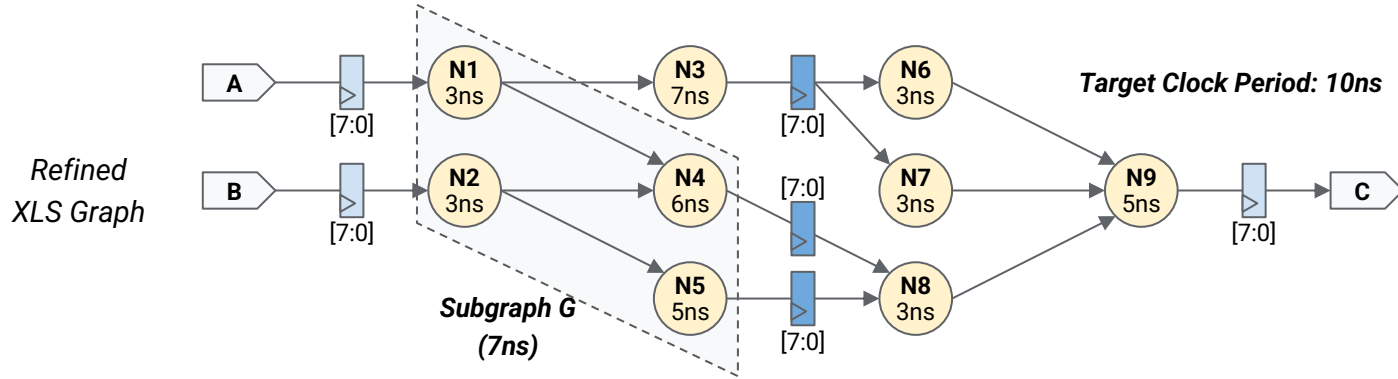 A
[7:0]
N1
3ns
N3
7ns
[7:0]
N6
3ns
Target Clock Period: 10ns
Refined
XLS Graph
B
[7:0]
N2
3ns
N4
6ns
[7:0]
N7
3ns
N9
5ns
[7:0]
C
Subgraph G
(7ns)
N5
5ns
[7:0]
N8
3ns